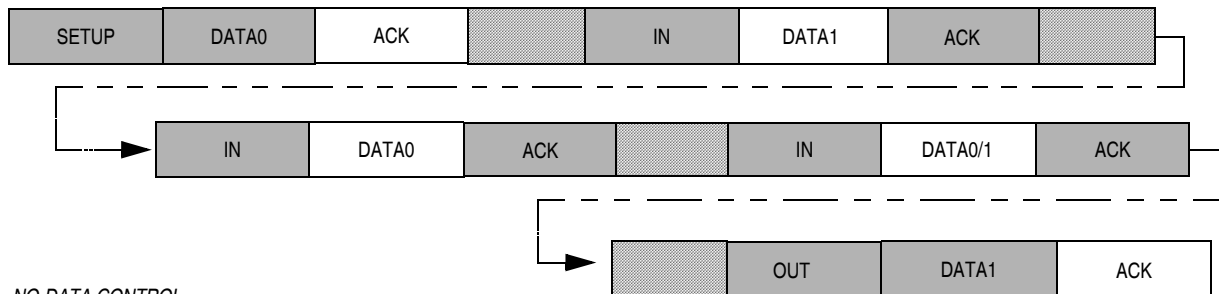 SETUP DATA0 ACK IN DATA1 ACK
IN DATA0 ACK IN DATA0/1 ACK
OUT DATA1 ACK
NO DATA CONTROL